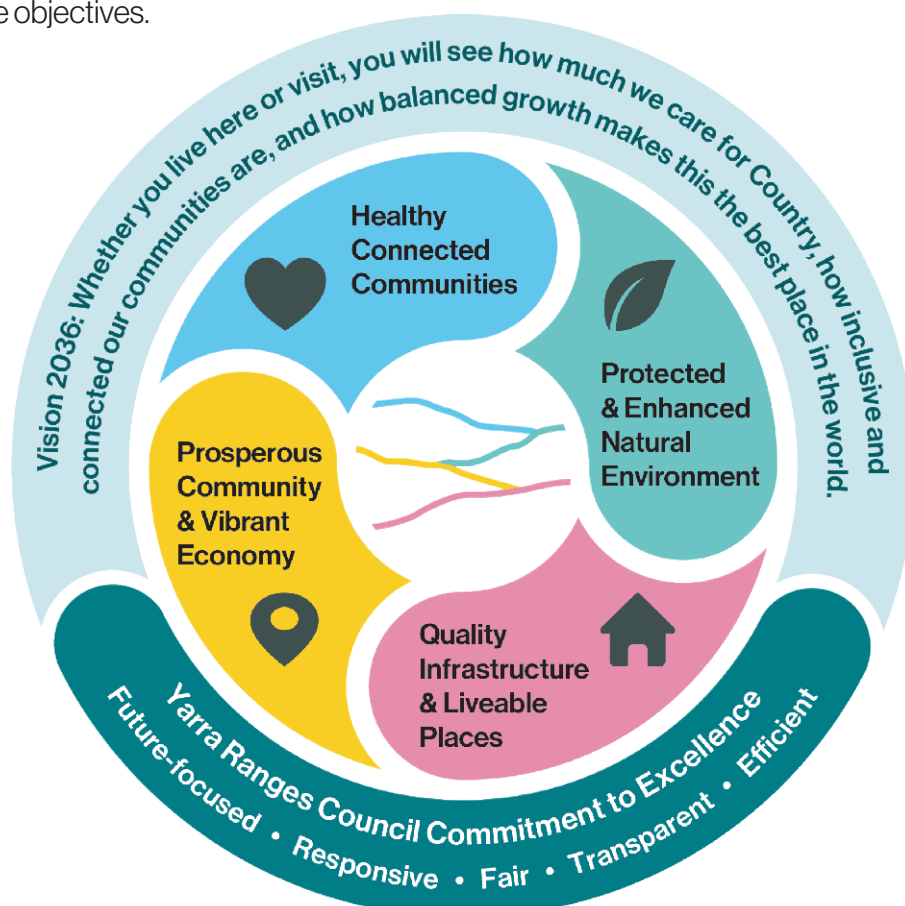 e objectives.
Vision 2036: Whether you live here or visit, you will see how much we care for Country, how inclusive and
connected our communities are, and how balanced growth makes this the best place in the world.
Healthy
Connected
Communities
Protected
& Enhanced
Natural
Environment
Prosperous
Community
& Vibrant
Economy
Quality
Infrastructure
& Liveable
Places
Yarra Ranges Council Commitment to Excellence
Future-focused • Responsive • Fair • Transparent • Efficient